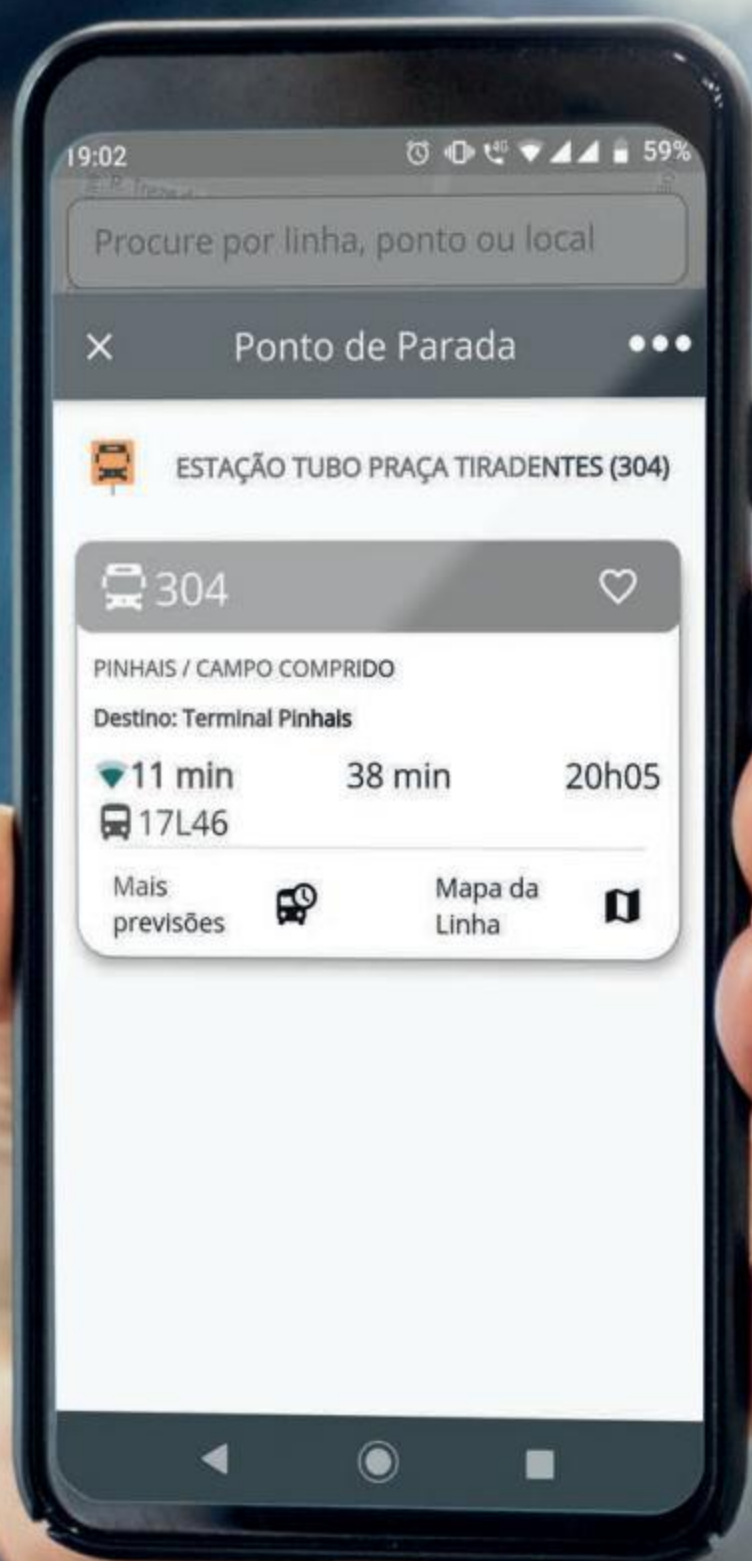 19:02 4G 59%
Procure por linha, ponto ou local
Ponto de Parada
ESTAÇÃO TUBO PRAÇA TIRADENTES (304)
304
PINHAIS / CAMPO COMPRIDO
Destino: Terminal Pinhais
11 min 38 min 20h05
17L46
Mais previsões
Mapa da Linha